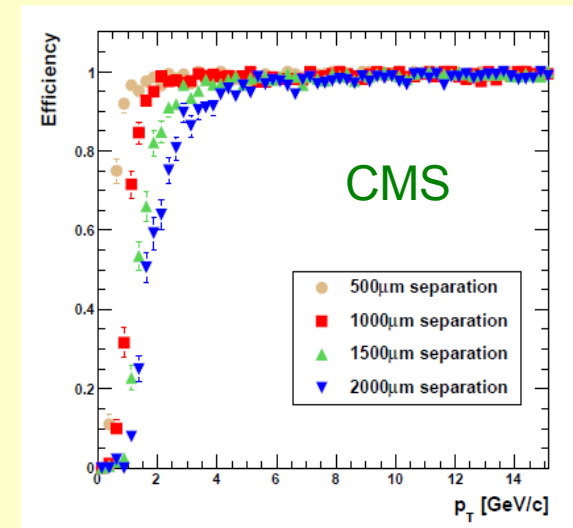 Efficiency
1
0.8
0.6
0.4
0.2
0
CMS
500μm separation
1000μm separation
1500μm separation
2000μm separation
0 2 4 6 8 10 12 14
p_T [GeV/c]